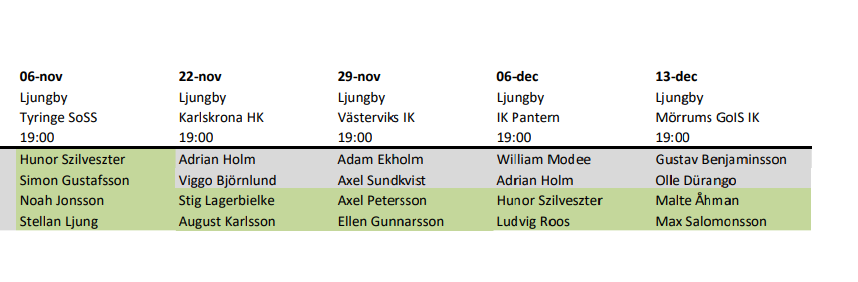 06-nov 22-nov 29-nov 06-dec 13-dec
Ljungby Ljungby Ljungby Ljungby Ljungby
Tyringe SoSS Karlskrona HK Västerviks IK IK Pantern Mörrums GoIS IK
19:00 19:00 19:00 19:00 19:00
Hunor Szilveszter Adrian Holm Adam Ekholm William Modee Gustav Benjaminsson
Simon Gustafsson Viggo Björnlund Axel Sundkvist Adrian Holm Olle Dürango
Noah Jonsson Stig Lagerbielke Axel Petersson Hunor Szilveszter Malte Åhman
Stellan Ljung August Karlsson Ellen Gunnarsson Ludvig Roos Max Salomonsson